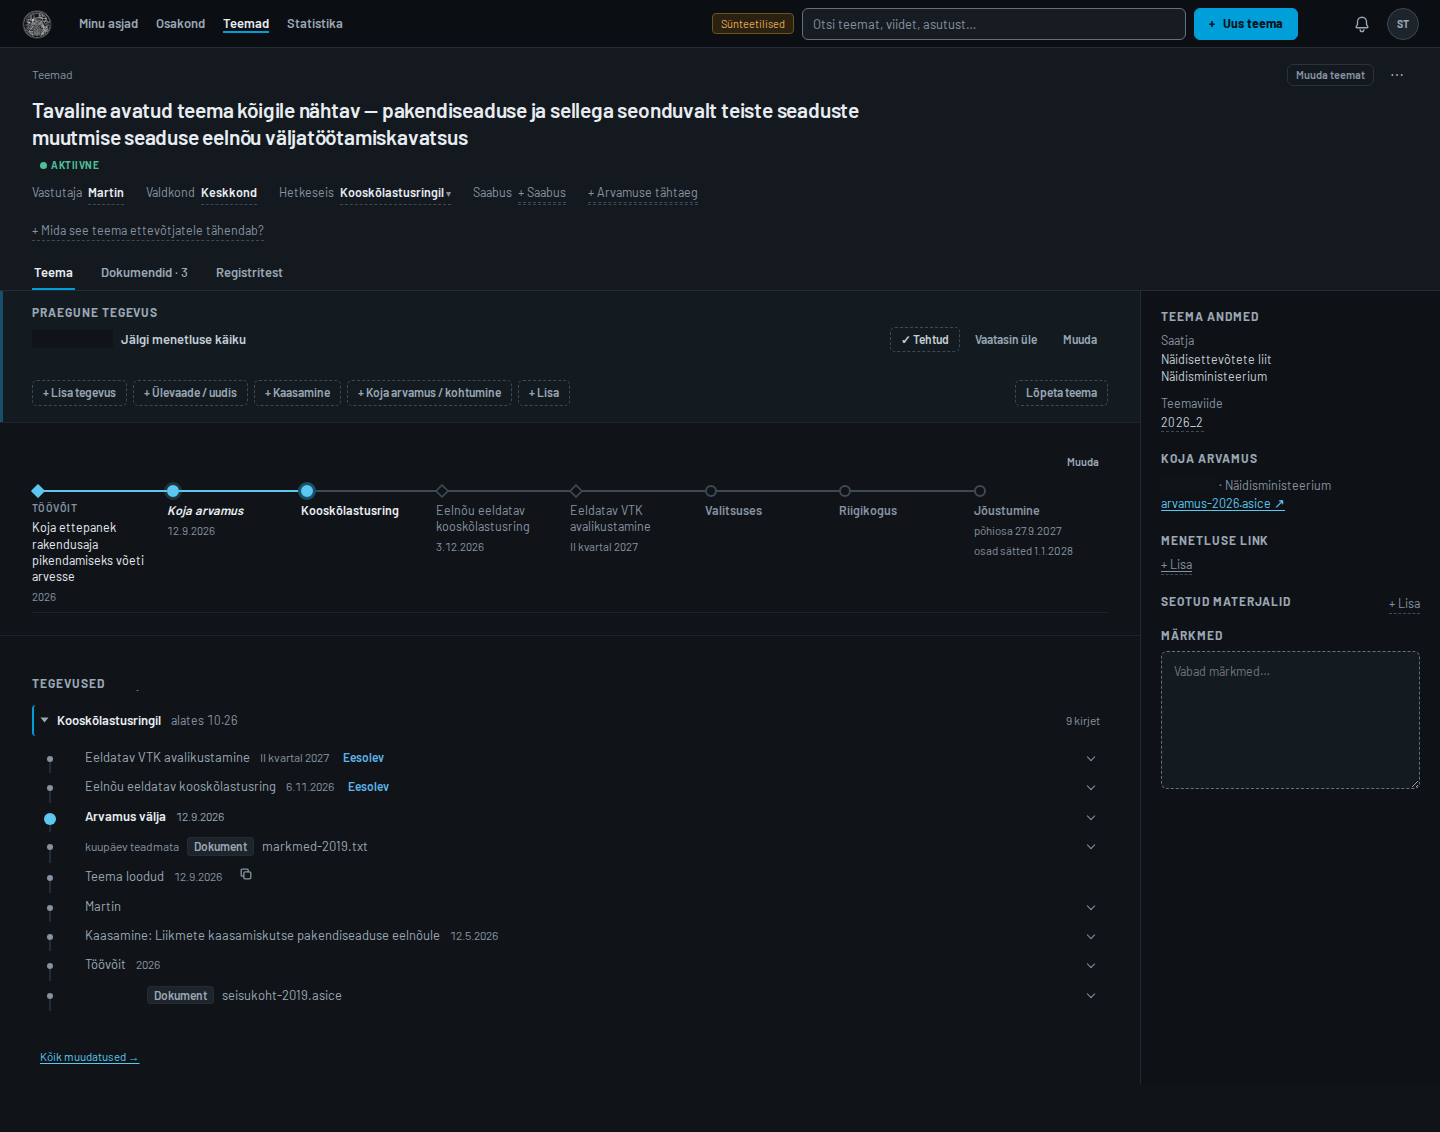 Minu asjad
Osakond
Teemad
Statistika
Sünteetilised
Otsi teemat, viidet, asutust...
+ Uus teema
ST
Teemad
Muuda teemat
⋯
Tavaline avatud teema kõigile nähtav — pakendiseaduse ja sellega seonduvalt teiste seaduste
muutmise seaduse eelnõu väljatöötamiskavatsus
AKTIIVNE
Vastutaja Martin
Valdkond Keskkond
Hetkeseis Kooskõlastusringil ▾
Saabus + Saabus
+ Arvamuse tähtaeg
+ Mida see teema ettevõtjatele tähendab?
Teema
Dokumendid · 3
Registritest
PRAEGUNE TEGEVUS
Jälgi menetluse käiku
✓ Tehtud
Vaatasin üle
Muuda
+ Lisa tegevus
+ Ülevaade / uudis
+ Kaasamine
+ Koja arvamus / kohtumine
+ Lisa
Lõpeta teema
Muuda
TÖÖVÕIT
Koja ettepanek
rakendusaja
pikendamiseks võeti
arvesse
2026
Koja arvamus
12.9.2026
Kooskõlastusring
Eelnõu eeldatav
kooskõlastusring
3.12.2026
Eeldatav VTK
avalikustamine
II kvartal 2027
Valitsuses
Riigikogus
Jõustumine
põhiosa 27.9.2027
osad sätted 1.1.2028
TEGEVUSED
Kooskõlastusringil alates 10.26
9 kirjet
Eeldatav VTK avalikustamine II kvartal 2027 Eesolev
Eelnõu eeldatav kooskõlastusring 6.11.2026 Eesolev
Arvamus välja 12.9.2026
kuupäev teadmata Dokument markmed-2019.txt
Teema loodud 12.9.2026
Martin
Kaasamine: Liikmete kaasamiskutse pakendiseaduse eelnõule 12.5.2026
Töövõit 2026
Dokument seisukoht-2019.asice
Kõik muudatused →
TEEMA ANDMED
Saatja
Näidisettevõtete liit
Näidisministeerium
Teemaviide
2026_2
KOJA ARVAMUS
· Näidisministeerium
arvamus-2026.asice ↗
MENETLUSE LINK
+ Lisa
SEOTUD MATERJALID
+ Lisa
MÄRKMED
Vabad märkmed...